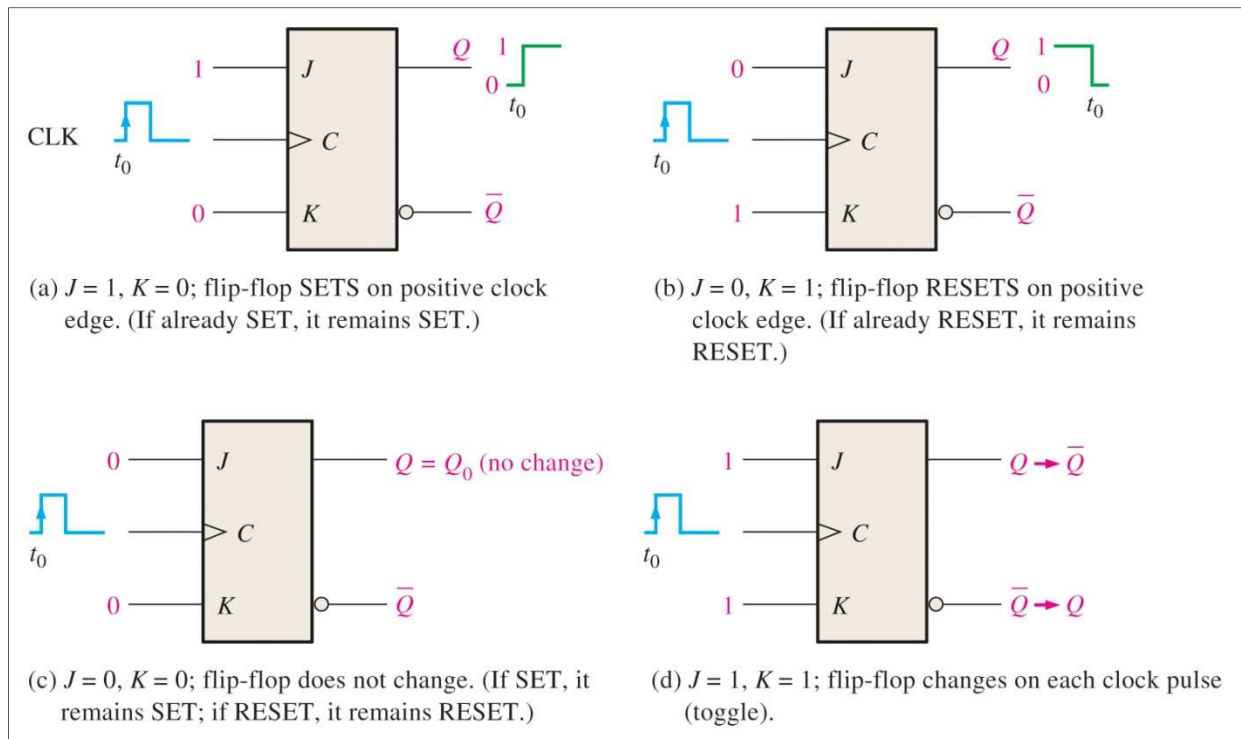 1 J Q 1
0
t0
CLK C
t0
0 K Q̅
(a) J = 1, K = 0; flip-flop SETS on positive clock
edge. (If already SET, it remains SET.)
0 J Q 1
0
t0
C
t0
1 K Q̅
(b) J = 0, K = 1; flip-flop RESETS on positive
clock edge. (If already RESET, it remains
RESET.)
0 J Q = Q0 (no change)
C
t0
0 K Q̅
(c) J = 0, K = 0; flip-flop does not change. (If SET, it
remains SET; if RESET, it remains RESET.)
1 J Q → Q̅
C
t0
1 K Q̅ → Q
(d) J = 1, K = 1; flip-flop changes on each clock pulse
(toggle).